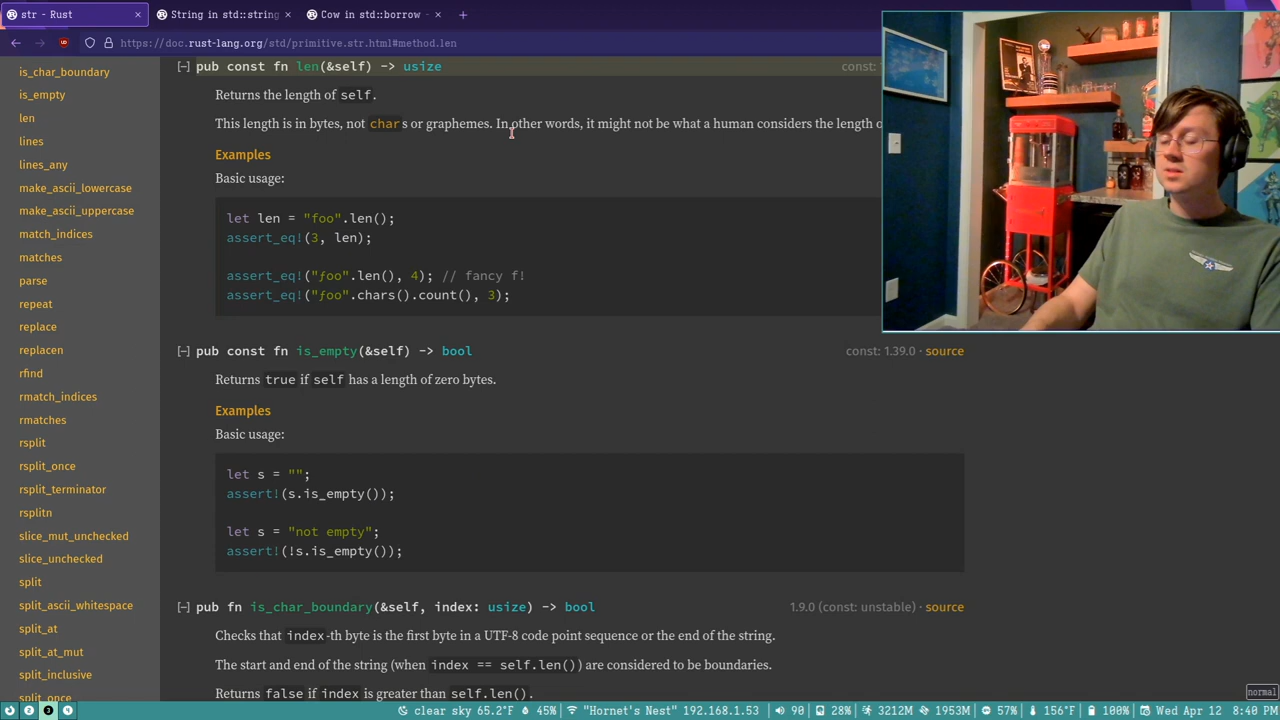 str - Rust
String in std::string
Cow in std::borrow
https://doc.rust-lang.org/std/primitive.str.html#method.len
is_char_boundary
is_empty
len
lines
lines_any
make_ascii_lowercase
make_ascii_uppercase
match_indices
matches
parse
repeat
replace
replacen
rfind
rmatch_indices
rmatches
rsplit
rsplit_once
rsplit_terminator
rsplitn
slice_mut_unchecked
slice_unchecked
split
split_ascii_whitespace
split_at
split_at_mut
split_inclusive
split_once
[−] pub const fn len(&self) -> usize
const:
Returns the length of self.
This length is in bytes, not chars or graphemes. In other words, it might not be what a human considers the length o
Examples
Basic usage:
let len = "foo".len();
assert_eq!(3, len);
assert_eq!("ƒoo".len(), 4); // fancy f!
assert_eq!("ƒoo".chars().count(), 3);
[−] pub const fn is_empty(&self) -> bool
const: 1.39.0 · source
Returns true if self has a length of zero bytes.
Examples
Basic usage:
let s = "";
assert!(s.is_empty());
let s = "not empty";
assert!(!s.is_empty());
[−] pub fn is_char_boundary(&self, index: usize) -> bool
1.9.0 (const: unstable) · source
Checks that index-th byte is the first byte in a UTF-8 code point sequence or the end of the string.
The start and end of the string (when index == self.len()) are considered to be boundaries.
Returns false if index is greater than self.len().
normal
2 3 4
clear sky 65.2°F 45% "Hornet's Nest" 192.168.1.53 90 28% 3212M 1953M 57% 156°F 100% Wed Apr 12 8:40 PM